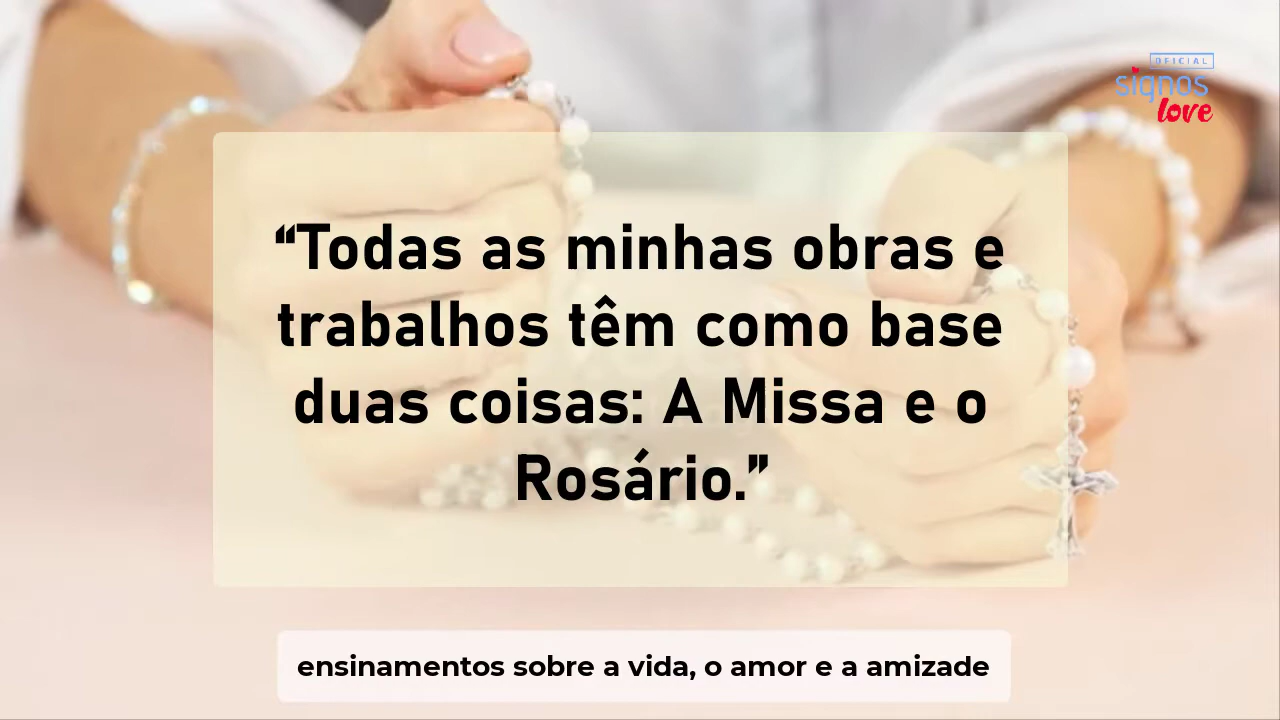 OFICIAL
signos
love
“Todas as minhas obras e
trabalhos têm como base
duas coisas: A Missa e o
Rosário.”
ensinamentos sobre a vida, o amor e a amizade